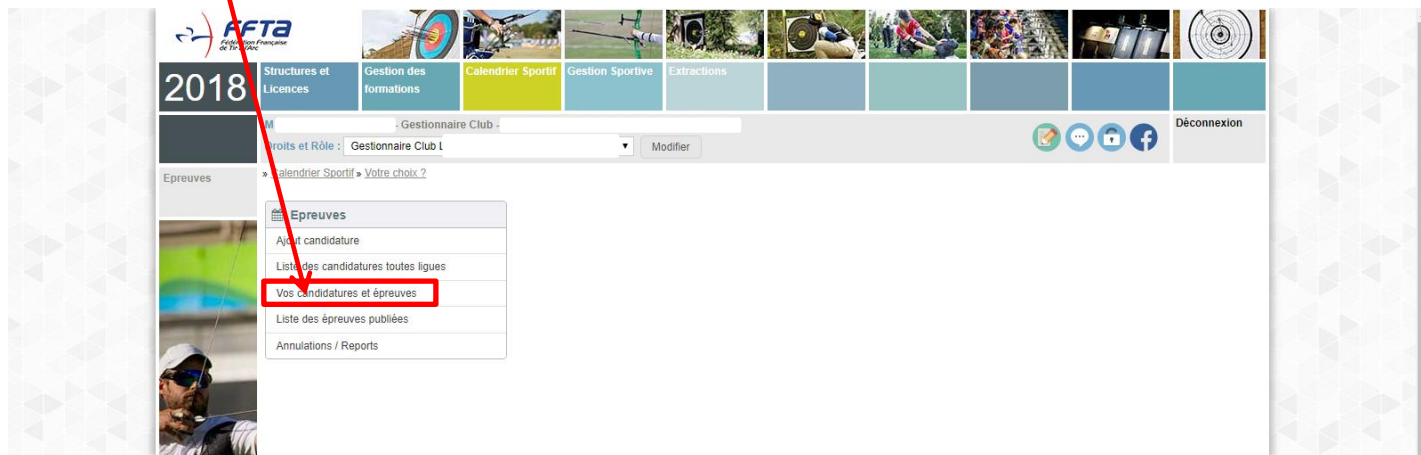 FFTa
Fédération Française
de Tir à l'Arc
2018
Structures et
Licences
Gestion des
formations
Calendrier Sportif
Gestion Sportive
Extractions
M - Gestionnaire Club -
Droits et Rôle : Gestionnaire Club
Modifier
Déconnexion
Epreuves
» Calendrier Sportif » Votre choix ?
Epreuves
Ajout candidature
Liste des candidatures toutes ligues
Vos candidatures et épreuves
Liste des épreuves publiées
Annulations / Reports